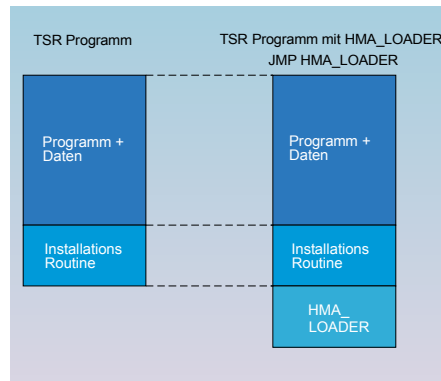 TSR Programm
TSR Programm mit HMA_LOADER
JMP HMA_LOADER
Programm +
Daten
Programm +
Daten
Installations
Routine
Installations
Routine
HMA_
LOADER